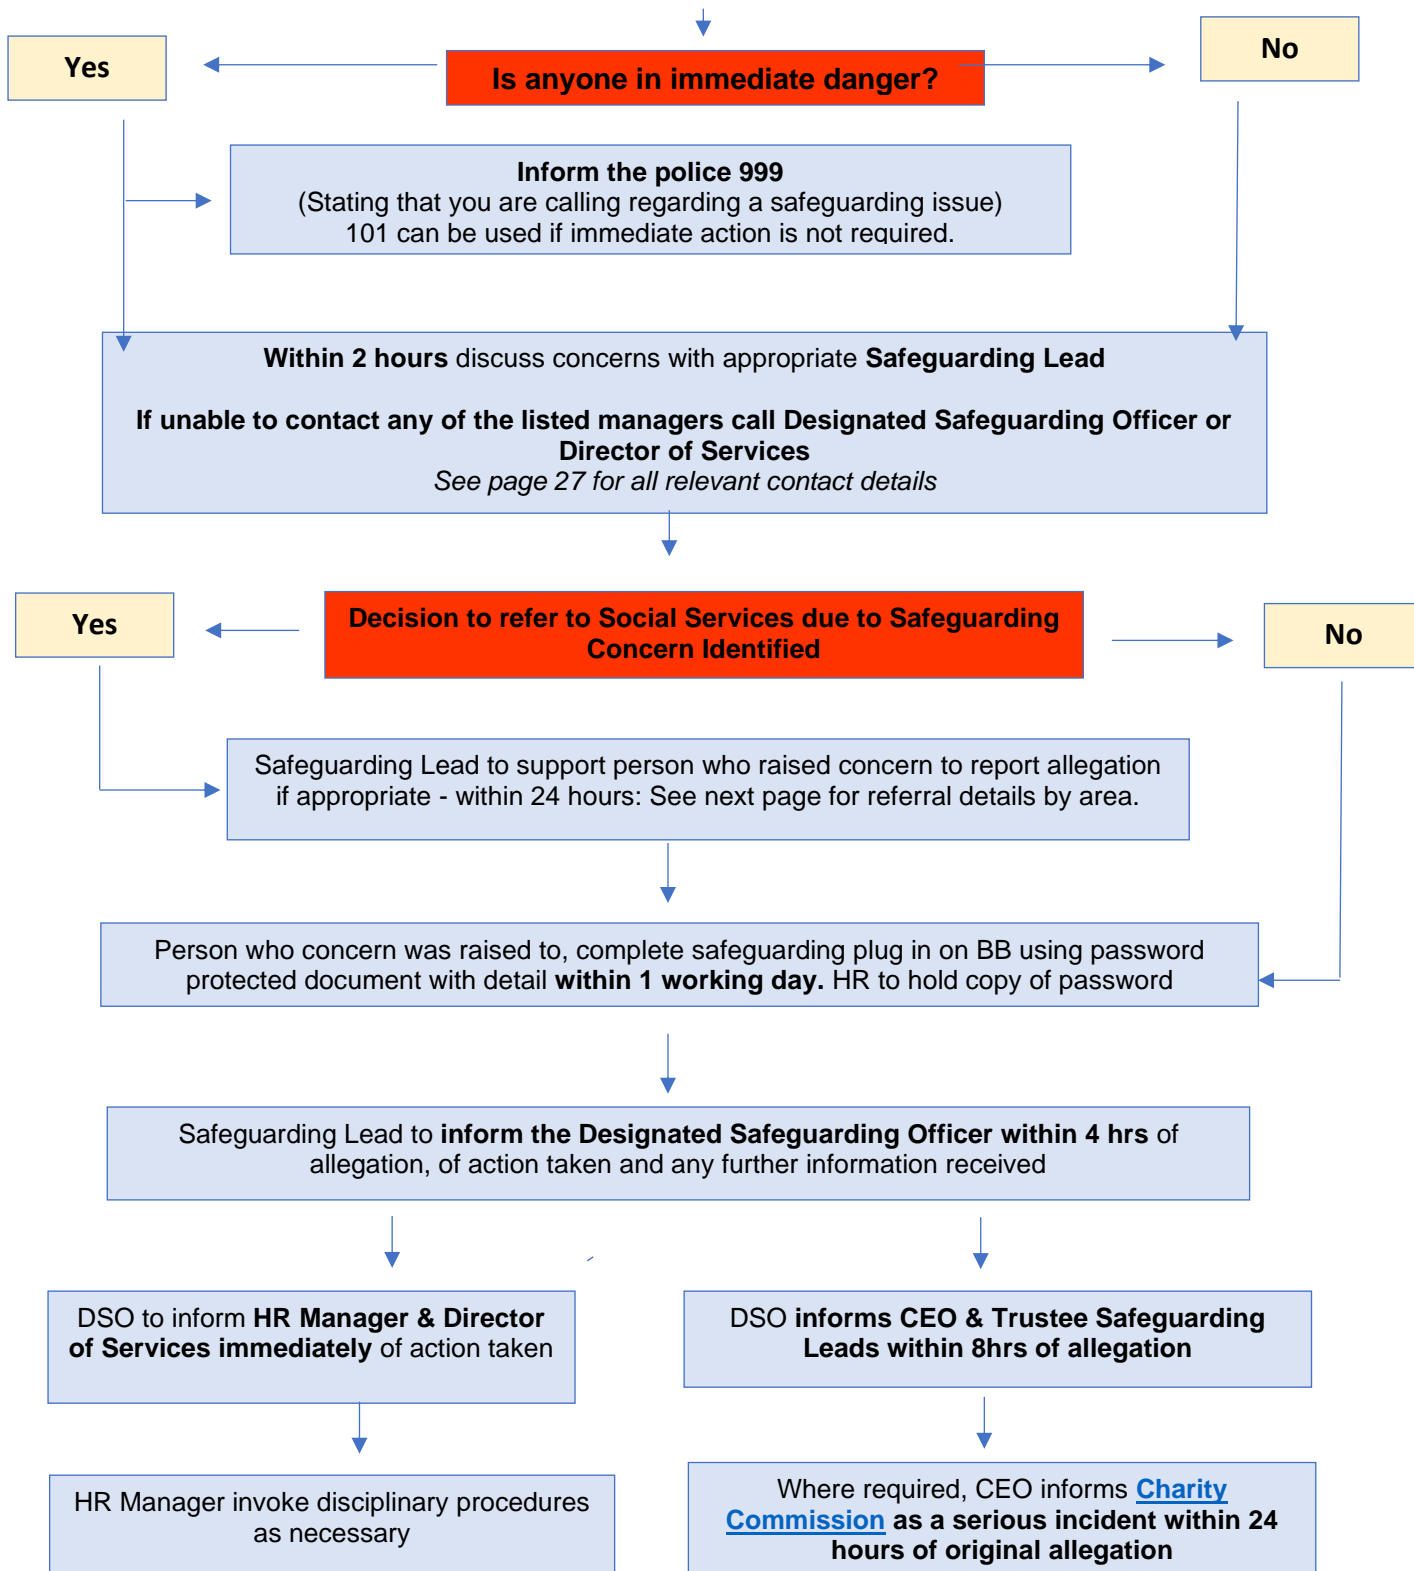 Yes
Is anyone in immediate danger?
No
Inform the police 999
(Stating that you are calling regarding a safeguarding issue)
101 can be used if immediate action is not required.
Within 2 hours discuss concerns with appropriate Safeguarding Lead
If unable to contact any of the listed managers call Designated Safeguarding Officer or
Director of Services
See page 27 for all relevant contact details
Yes
Decision to refer to Social Services due to Safeguarding
Concern Identified
No
Safeguarding Lead to support person who raised concern to report allegation
if appropriate - within 24 hours: See next page for referral details by area.
Person who concern was raised to, complete safeguarding plug in on BB using password
protected document with detail within 1 working day. HR to hold copy of password
Safeguarding Lead to inform the Designated Safeguarding Officer within 4 hrs of
allegation, of action taken and any further information received
DSO to inform HR Manager & Director
of Services immediately of action taken
DSO informs CEO & Trustee Safeguarding
Leads within 8hrs of allegation
HR Manager invoke disciplinary procedures
as necessary
Where required, CEO informs Charity
Commission as a serious incident within 24
hours of original allegation